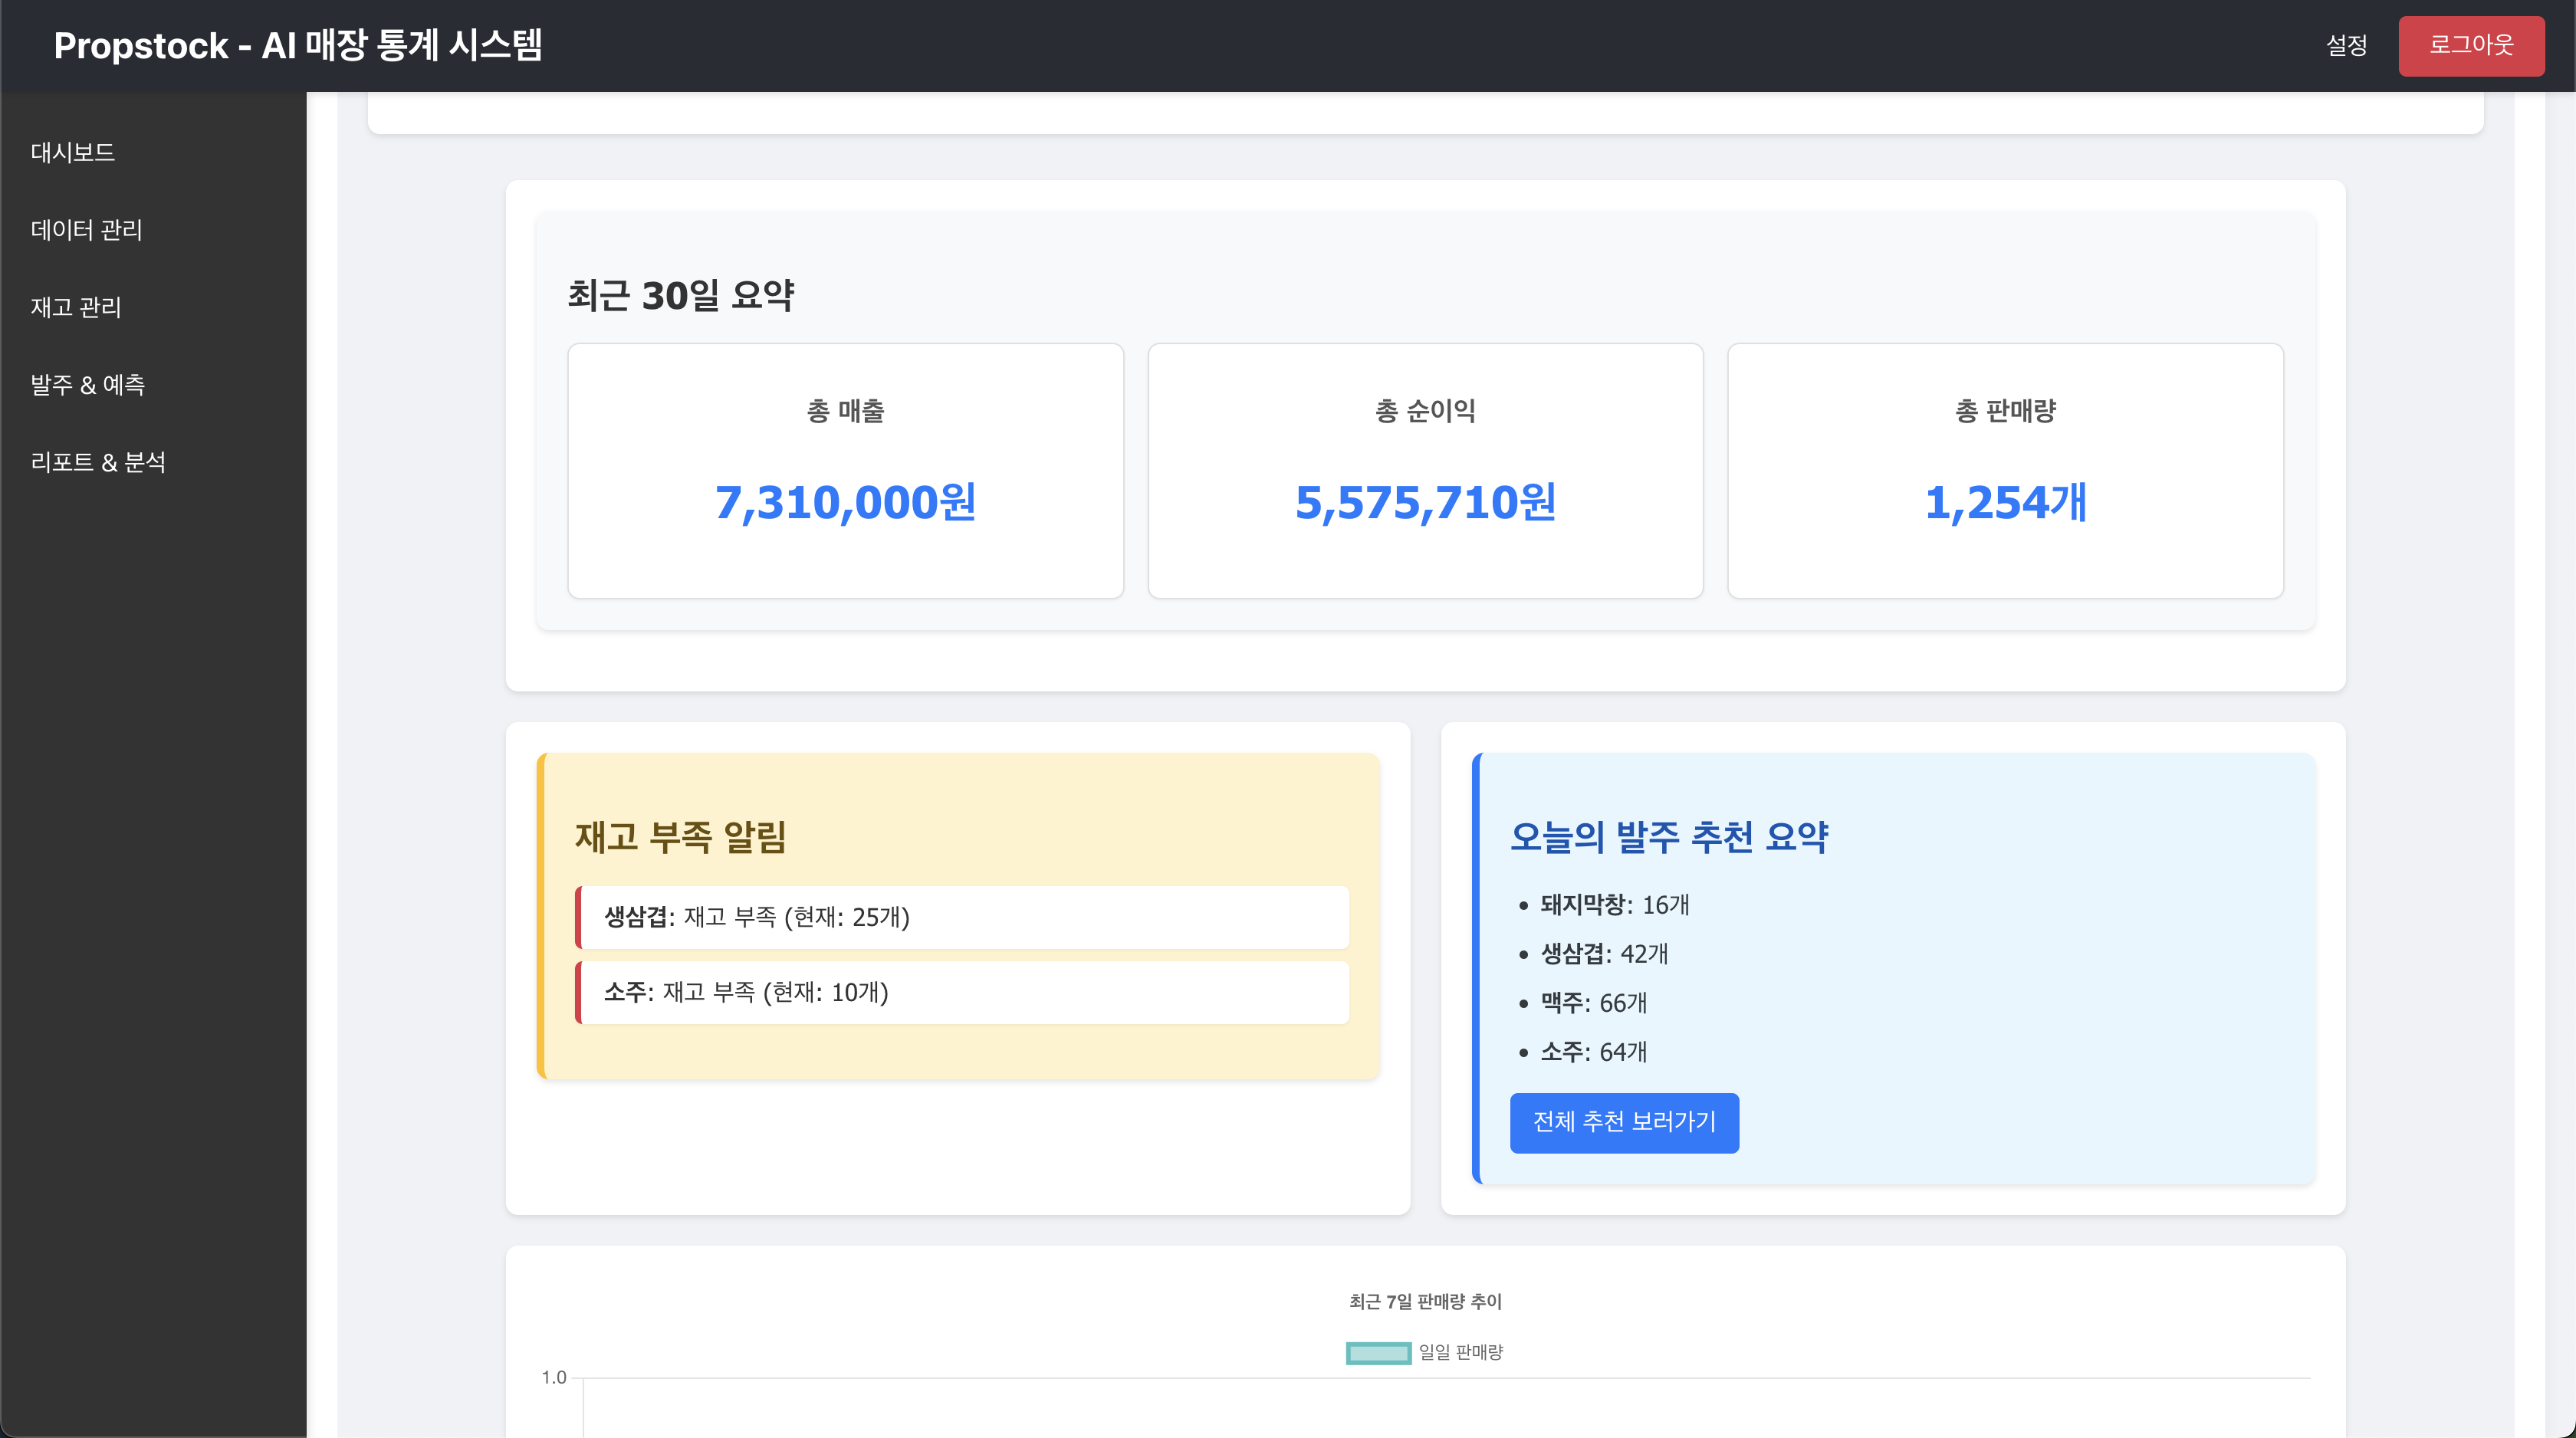 Propstock - AI 매장 통계 시스템
설정
로그아웃
대시보드
데이터 관리
재고 관리
발주 & 예측
리포트 & 분석
최근 30일 요약
총 매출
7,310,000원
총 순이익
5,575,710원
총 판매량
1,254개
재고 부족 알림
생삼겹: 재고 부족 (현재: 25개)
소주: 재고 부족 (현재: 10개)
오늘의 발주 추천 요약
돼지막창: 16개
생삼겹: 42개
맥주: 66개
소주: 64개
전체 추천 보러가기
최근 7일 판매량 추이
일일 판매량
1.0